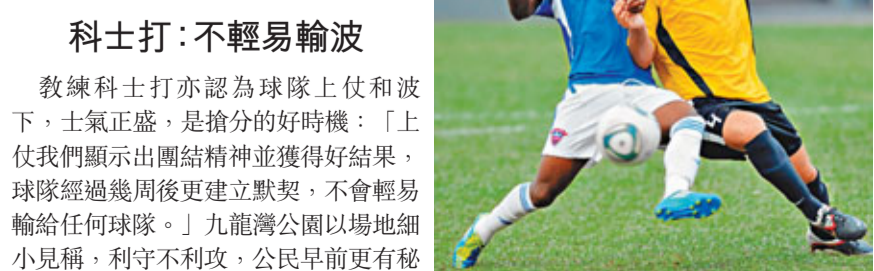 科士打：不輕易輸波
教練科士打亦認為球隊上仗和波
下，士氣正盛，是搶分的好時機：「上
仗我們顯示出團結精神並獲得好結果，
球隊經過幾周後更建立默契，不會輕易
輸給任何球隊。」九龍灣公園以場地細
小見稱，利守不利攻，公民早前更有秘